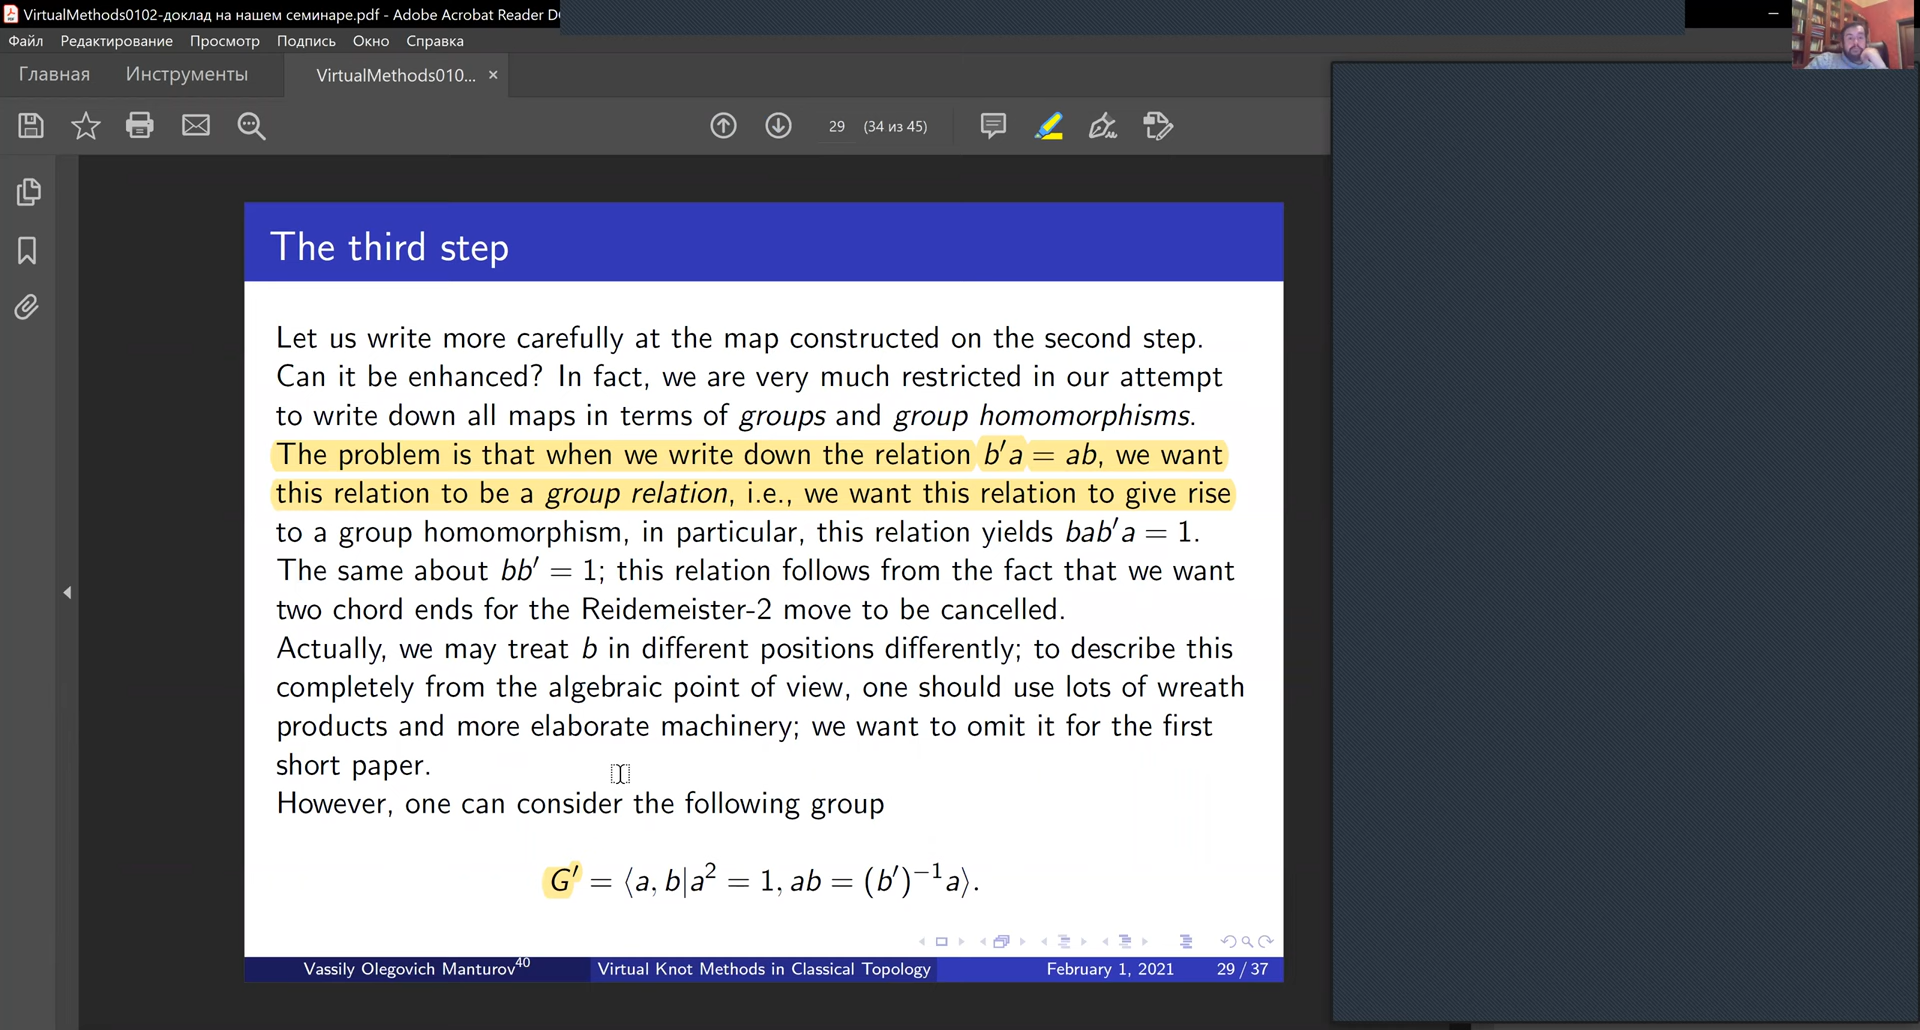 VirtualMethods0102-доклад на нашем семинаре.pdf - Adobe Acrobat Reader D
Файл Редактирование Просмотр Подпись Окно Справка
Главная Инструменты VirtualMethods010... ×
29 (34 из 45)
The third step
Let us write more carefully at the map constructed on the second step.
Can it be enhanced? In fact, we are very much restricted in our attempt
to write down all maps in terms of groups and group homomorphisms.
The problem is that when we write down the relation b′a = ab, we want
this relation to be a group relation, i.e., we want this relation to give rise
to a group homomorphism, in particular, this relation yields bab′a = 1.
The same about bb′ = 1; this relation follows from the fact that we want
two chord ends for the Reidemeister-2 move to be cancelled.
Actually, we may treat b in different positions differently; to describe this
completely from the algebraic point of view, one should use lots of wreath
products and more elaborate machinery; we want to omit it for the first
short paper.
However, one can consider the following group
G′ = ⟨a, b|a² = 1, ab = (b′)⁻¹a⟩.
Vassily Olegovich Manturov⁴⁰ Virtual Knot Methods in Classical Topology February 1, 2021 29 / 37